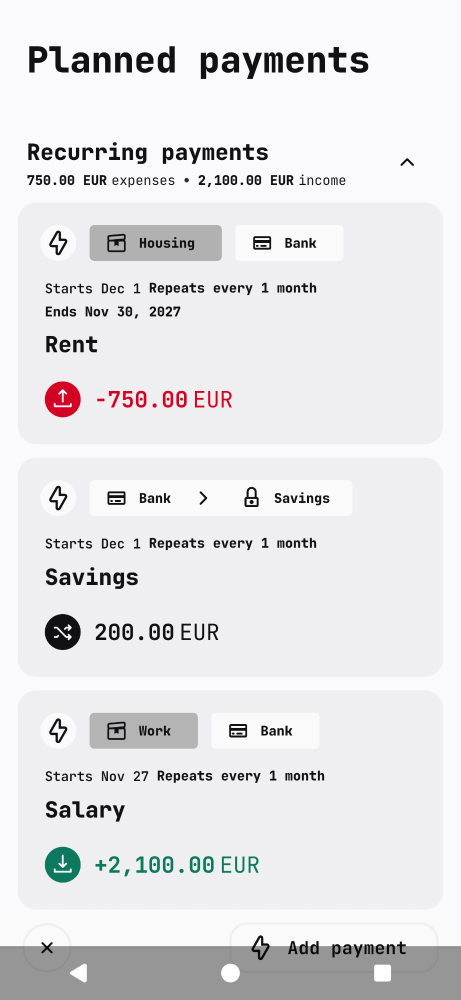 Planned payments
Recurring payments
750.00 EUR expenses • 2,100.00 EUR income
Housing Bank
Starts Dec 1 Repeats every 1 month
Ends Nov 30, 2027
Rent
-750.00 EUR
Bank Savings
Starts Dec 1 Repeats every 1 month
Savings
200.00 EUR
Work Bank
Starts Nov 27 Repeats every 1 month
Salary
+2,100.00 EUR
Add payment